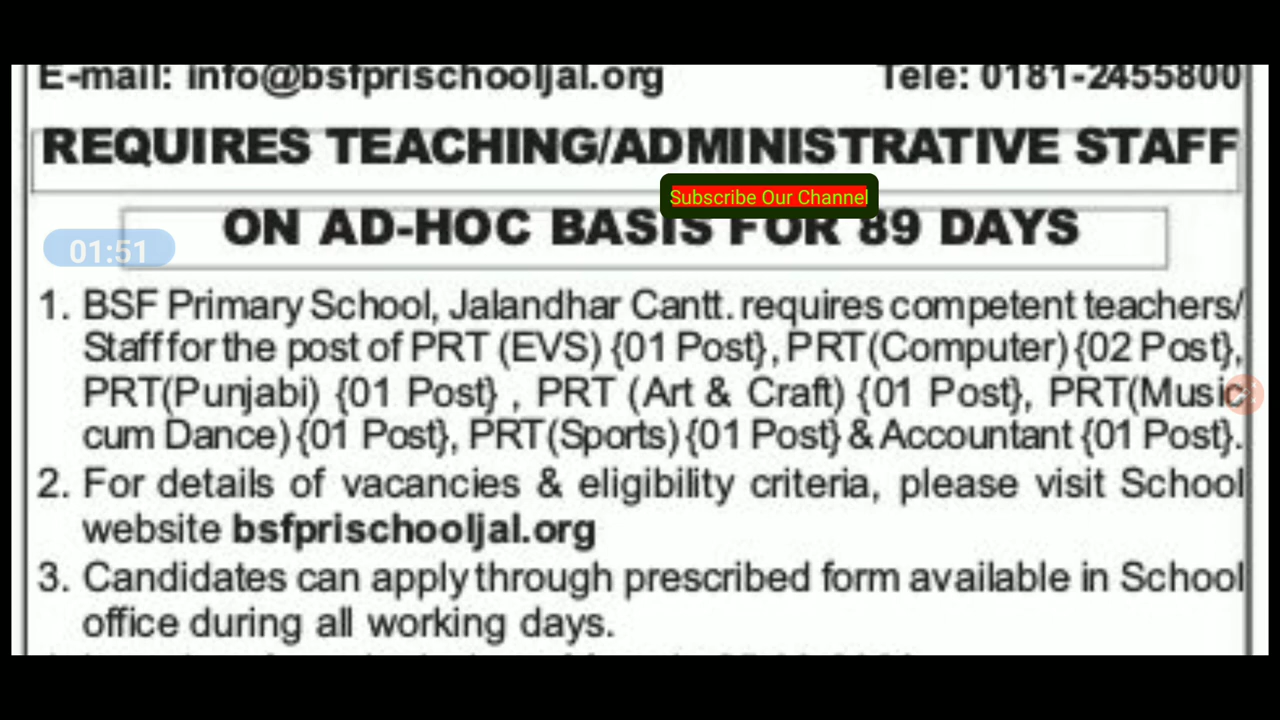 E-mail: info@bsfprischooljal.org Tele: 0181-2455800
REQUIRES TEACHING/ADMINISTRATIVE STAFF
Subscribe Our Channel
ON AD-HOC BASIS FOR 89 DAYS
01:51
1. BSF Primary School, Jalandhar Cantt. requires competent teachers/
Staff for the post of PRT (EVS) {01 Post}, PRT(Computer) {02 Post},
PRT(Punjabi) {01 Post} , PRT (Art & Craft) {01 Post}, PRT(Music
cum Dance) {01 Post}, PRT(Sports) {01 Post} & Accountant {01 Post}.
2. For details of vacancies & eligibility criteria, please visit School
website bsfprischooljal.org
3. Candidates can apply through prescribed form available in School
office during all working days.